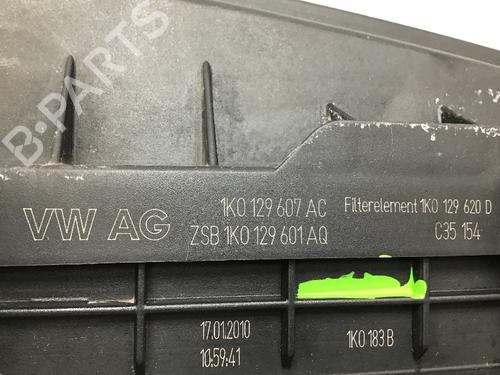 B-PARTS
VW AG
1K0 129 607 AC
ZSB 1K0 129 601 AQ
Filterelement 1K0 129 620 D
C35 154
17.01.2010
10:59:41
1K0 183 B